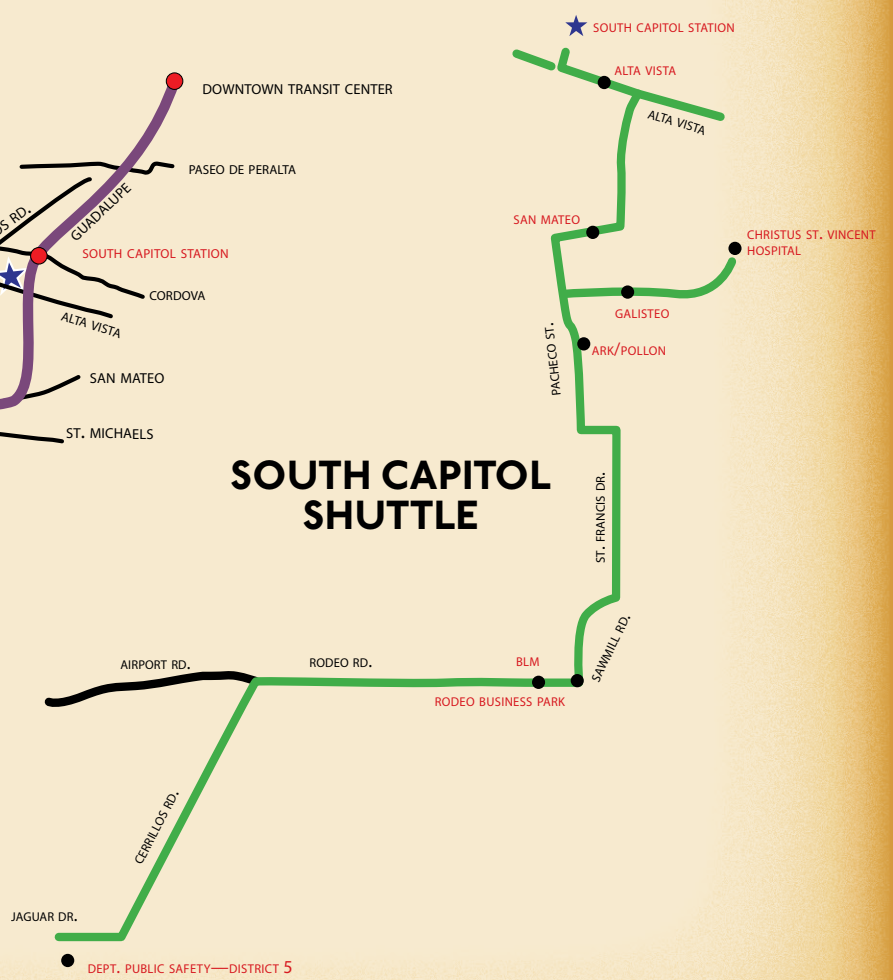 SOUTH CAPITOL STATION
ALTA VISTA
DOWNTOWN TRANSIT CENTER
ALTA VISTA
PASEO DE PERALTA
GUADALUPE
RD.
SAN MATEO
CHRISTUS ST. VINCENT
HOSPITAL
SOUTH CAPITOL STATION
CORDOVA
ALTA VISTA
GALISTEO
PACHECO ST.
ARK/POLLON
SAN MATEO
ST. MICHAELS
SOUTH CAPITOL
SHUTTLE
ST. FRANCIS DR.
SAWMILL RD.
AIRPORT RD.
RODEO RD.
BLM
RODEO BUSINESS PARK
CERRILLOS RD.
JAGUAR DR.
DEPT. PUBLIC SAFETY—DISTRICT 5